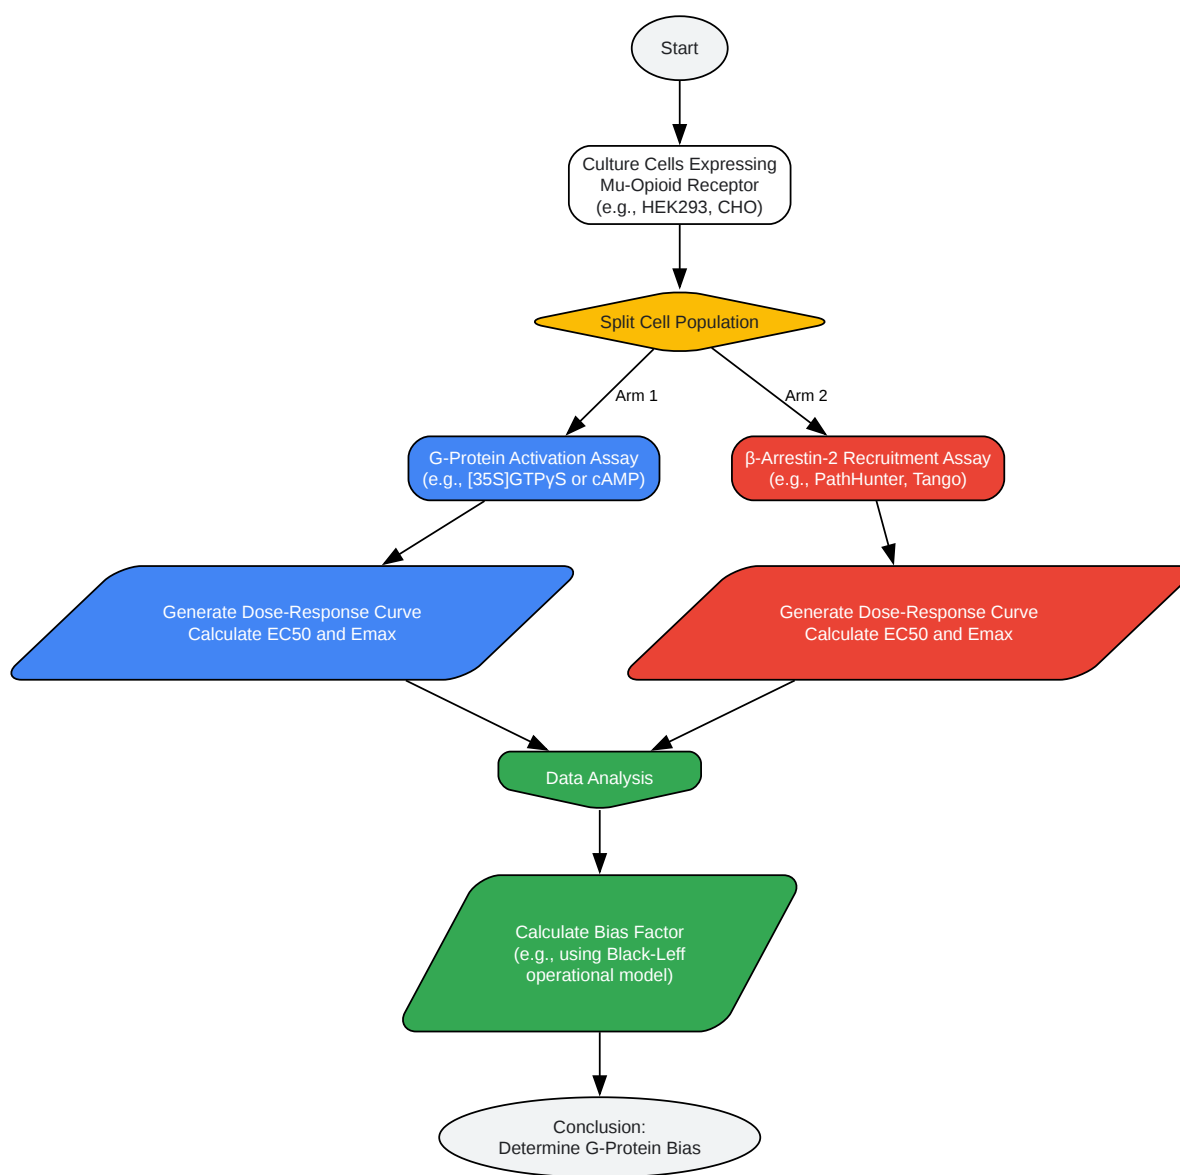 Start
Culture Cells Expressing
Mu-Opioid Receptor
(e.g., HEK293, CHO)
Split Cell Population
Arm 1
Arm 2
G-Protein Activation Assay
(e.g., [35S]GTPγS or cAMP)
β-Arrestin-2 Recruitment Assay
(e.g., PathHunter, Tango)
Generate Dose-Response Curve
Calculate EC50 and Emax
Generate Dose-Response Curve
Calculate EC50 and Emax
Data Analysis
Calculate Bias Factor
(e.g., using Black-Leff
operational model)
Conclusion:
Determine G-Protein Bias